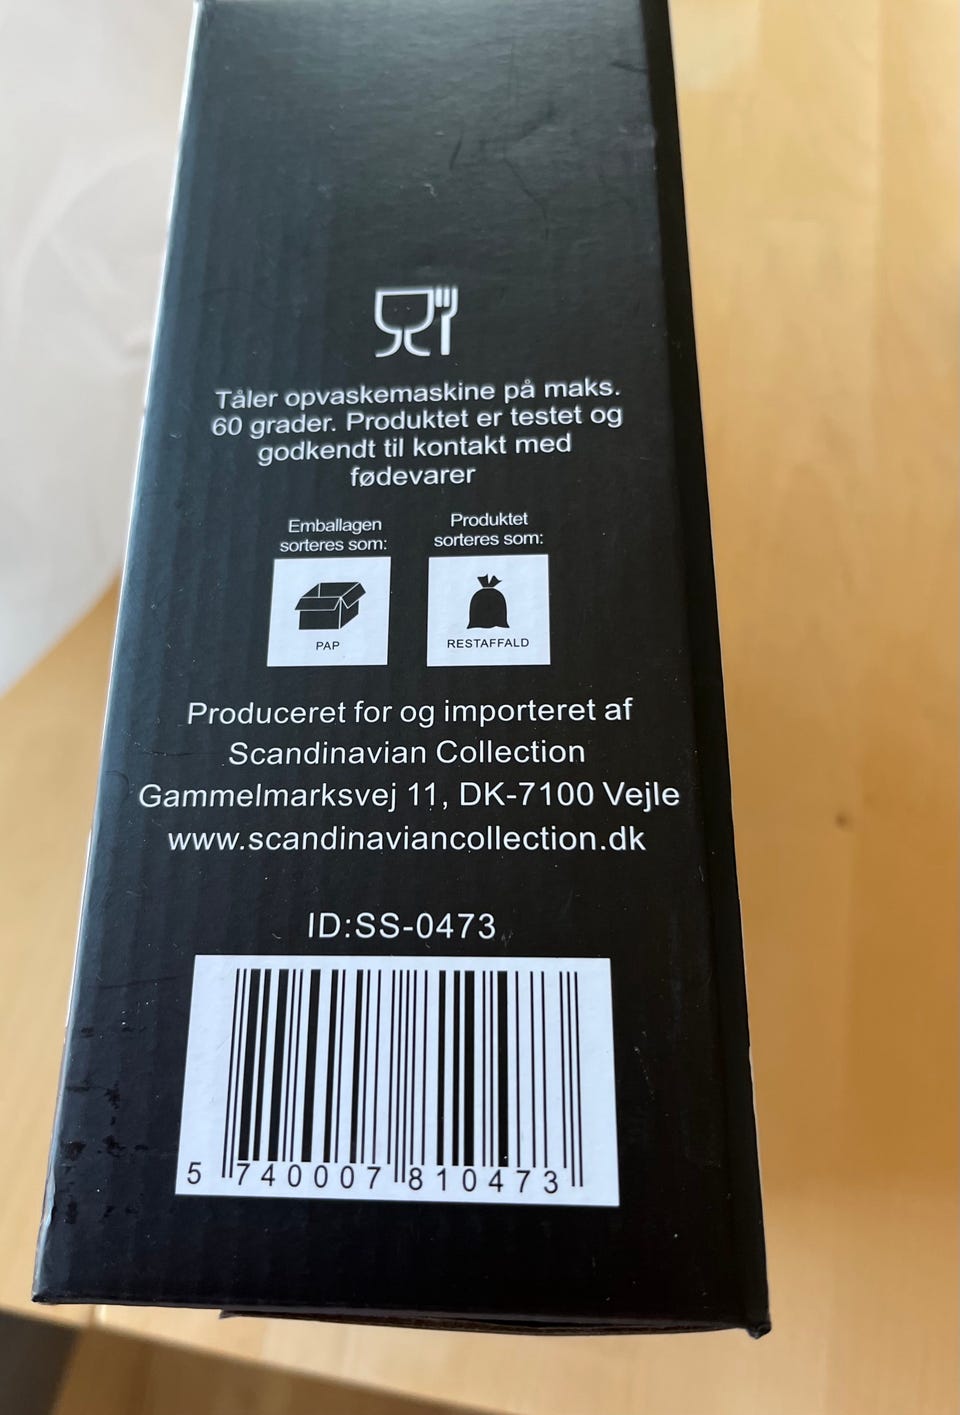 Tåler opvaskemaskine på maks.
60 grader. Produktet er testet og
godkendt til kontakt med
fødevarer
Emballagen
sorteres som:
PAP
Produktet
sorteres som:
RESTAFFALD
Produceret for og importeret af
Scandinavian Collection
Gammelmarksvej 11, DK-7100 Vejle
www.scandinaviancollection.dk
ID:SS-0473
5 740007 810473